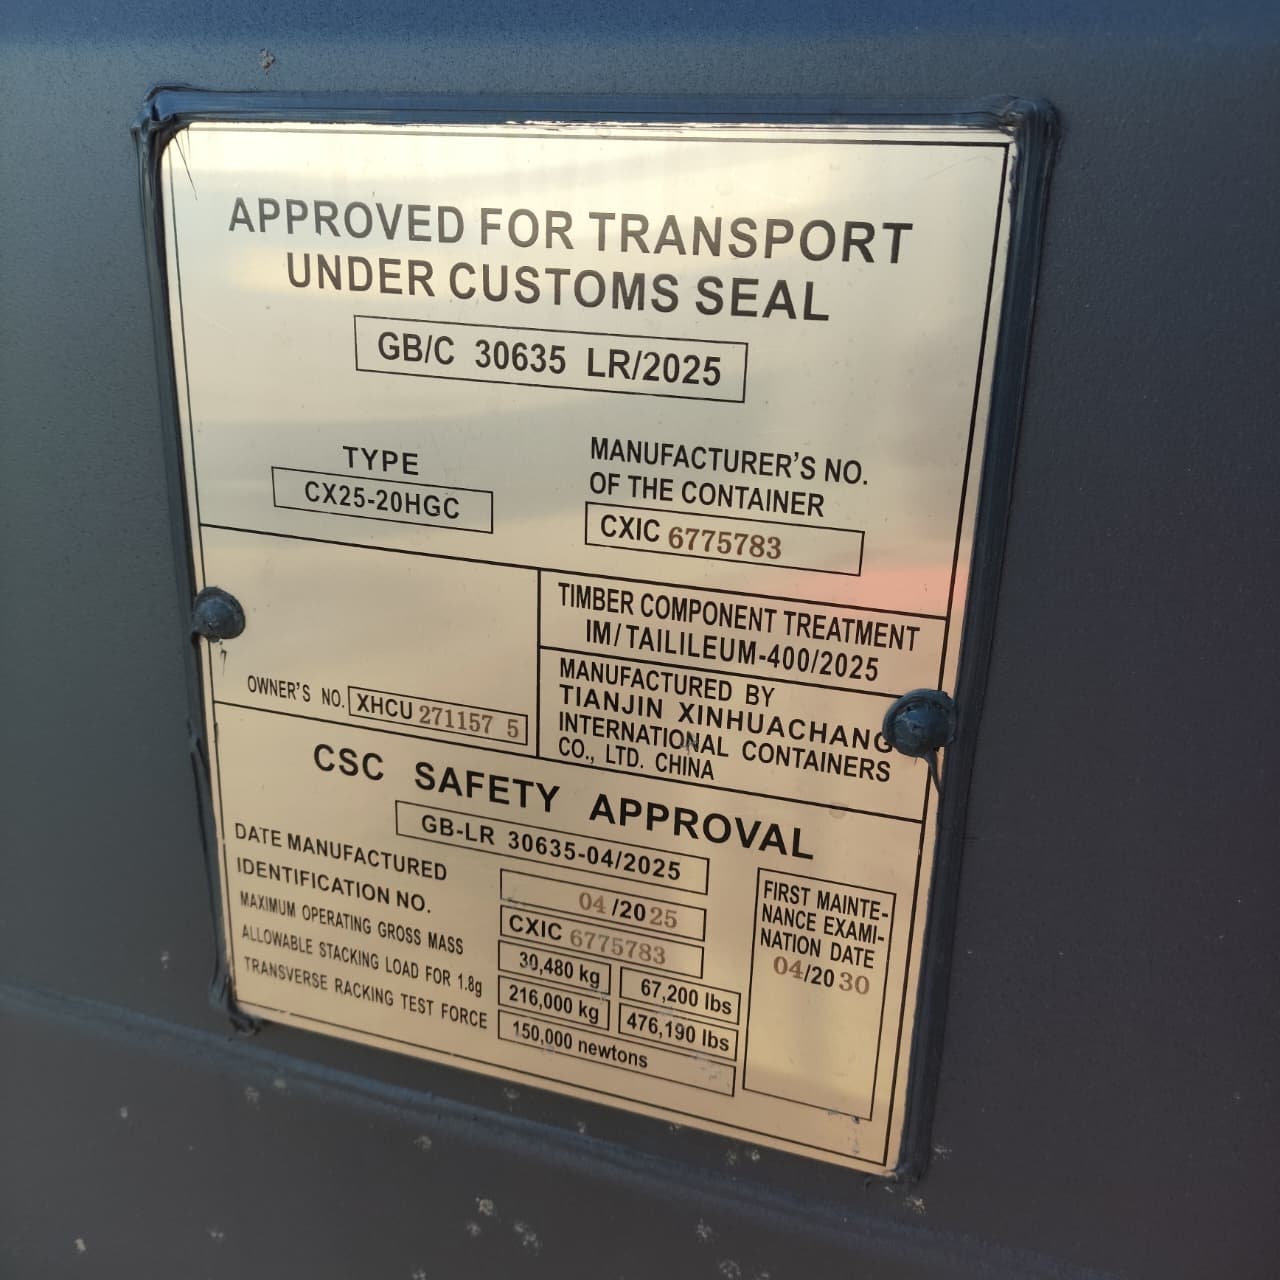 APPROVED FOR TRANSPORT
UNDER CUSTOMS SEAL
GB/C 30635 LR/2025
TYPE
CX25-20HGC
MANUFACTURER'S NO.
OF THE CONTAINER
CXIC 6775783
TIMBER COMPONENT TREATMENT
IM/TAILILEUM-400/2025
MANUFACTURED BY
TIANJIN XINHUACHANG
INTERNATIONAL CONTAINERS
CO., LTD. CHINA
OWNER'S NO. XHCU 271157 5
CSC SAFETY APPROVAL
GB-LR 30635-04/2025
DATE MANUFACTURED 04/2025
IDENTIFICATION NO. CXIC 6775783
MAXIMUM OPERATING GROSS MASS 30,480 kg 67,200 lbs
ALLOWABLE STACKING LOAD FOR 1.8g 216,000 kg 476,190 lbs
TRANSVERSE RACKING TEST FORCE 150,000 newtons
FIRST MAINTE-
NANCE EXAMI-
NATION DATE
04/2030